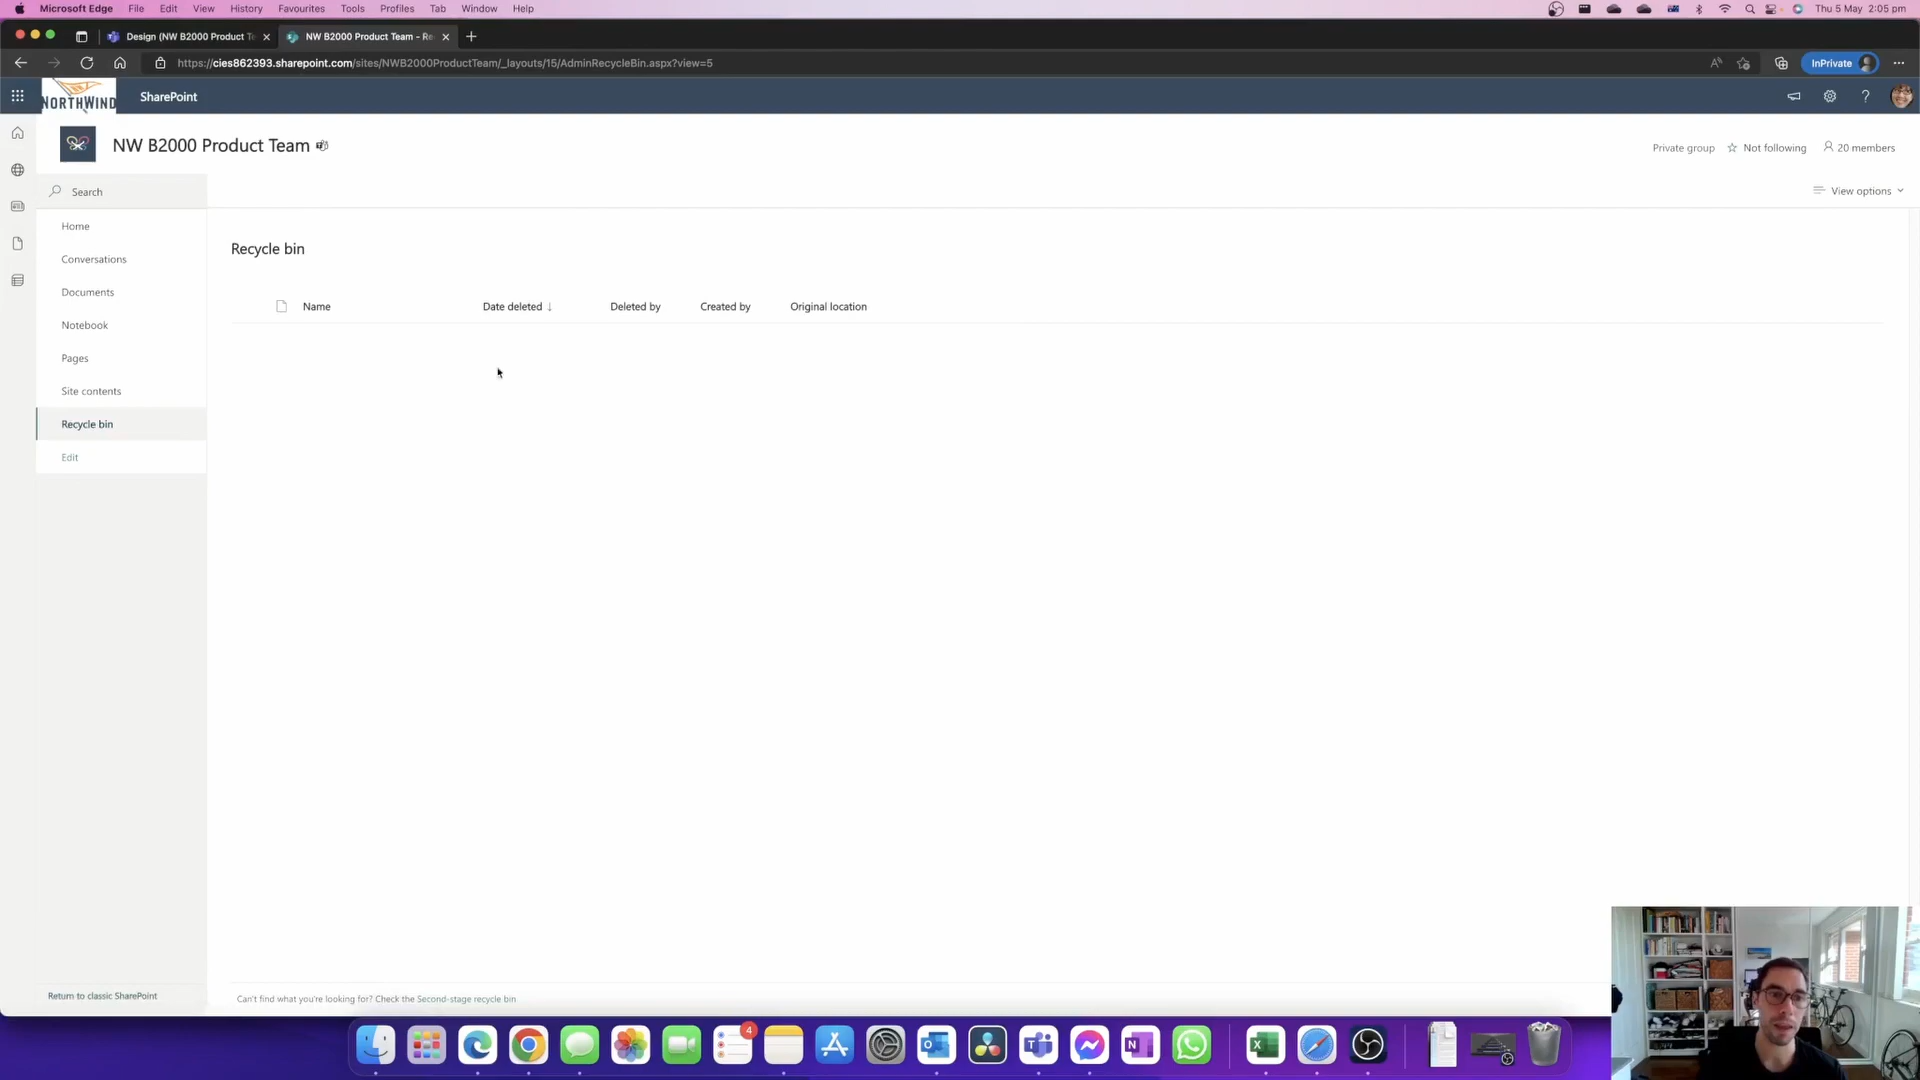 Microsoft Edge File Edit View History Favourites Tools Profiles Tab Window Help Thu 5 May 2:05 pm
Design (NW B2000 Product Te NW B2000 Product Team - Re
https://cies862393.sharepoint.com/sites/NWB2000ProductTeam/_layouts/15/AdminRecycleBin.aspx?view=5 InPrivate
NORTHWIND SharePoint
NW B2000 Product Team Private group Not following 20 members
Search View options
Home
Conversations
Documents
Notebook
Pages
Site contents
Recycle bin
Edit
Recycle bin
Name Date deleted ↓ Deleted by Created by Original location
Return to classic SharePoint
Can't find what you're looking for? Check the Second-stage recycle bin
4